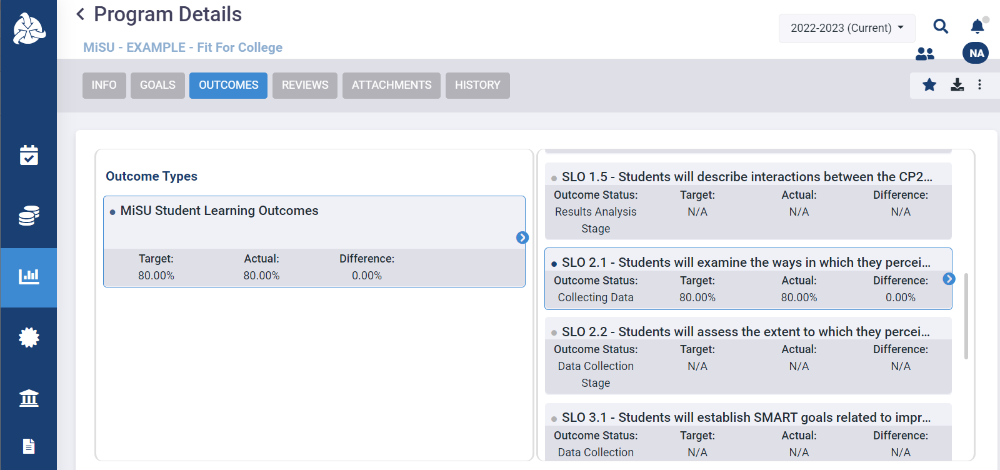 Program Details
2022-2023 (Current)
MiSU - EXAMPLE - Fit For College
NA
INFO GOALS OUTCOMES REVIEWS ATTACHMENTS HISTORY
Outcome Types
MiSU Student Learning Outcomes
Target: Actual: Difference:
80.00% 80.00% 0.00%
SLO 1.5 - Students will describe interactions between the CP2...
Outcome Status: Target: Actual: Difference:
Results Analysis N/A N/A N/A
Stage
SLO 2.1 - Students will examine the ways in which they percei...
Outcome Status: Target: Actual: Difference:
Collecting Data 80.00% 80.00% 0.00%
SLO 2.2 - Students will assess the extent to which they percei...
Outcome Status: Target: Actual: Difference:
Data Collection N/A N/A N/A
Stage
SLO 3.1 - Students will establish SMART goals related to impr...
Outcome Status: Target: Actual: Difference:
Data Collection N/A N/A N/A